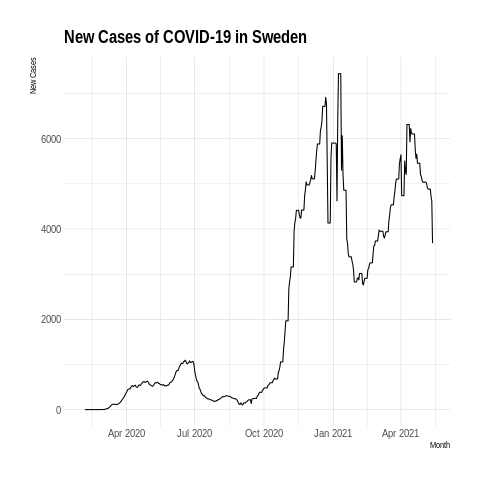 New Cases of COVID-19 in Sweden
New Cases
6000
4000
2000
0
Apr 2020 Jul 2020 Oct 2020 Jan 2021 Apr 2021
Month